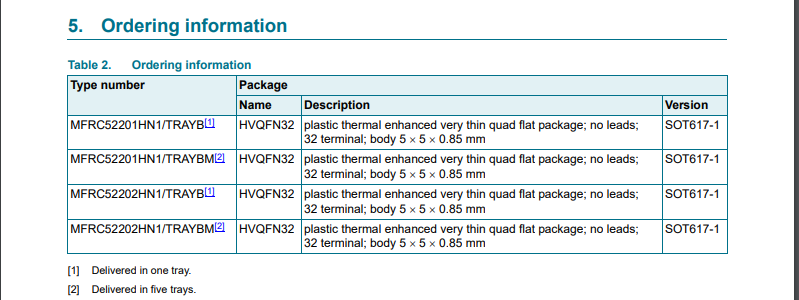 5. Ordering information
Table 2. Ordering information
Type number Package
Name Description Version
MFRC52201HN1/TRAYB[1] HVQFN32 plastic thermal enhanced very thin quad flat package; no leads; SOT617-1
32 terminal; body 5 × 5 × 0.85 mm
MFRC52201HN1/TRAYBM[2] HVQFN32 plastic thermal enhanced very thin quad flat package; no leads; SOT617-1
32 terminal; body 5 × 5 × 0.85 mm
MFRC52202HN1/TRAYB[1] HVQFN32 plastic thermal enhanced very thin quad flat package; no leads; SOT617-1
32 terminal; body 5 × 5 × 0.85 mm
MFRC52202HN1/TRAYBM[2] HVQFN32 plastic thermal enhanced very thin quad flat package; no leads; SOT617-1
32 terminal; body 5 × 5 × 0.85 mm
[1] Delivered in one tray.
[2] Delivered in five trays.